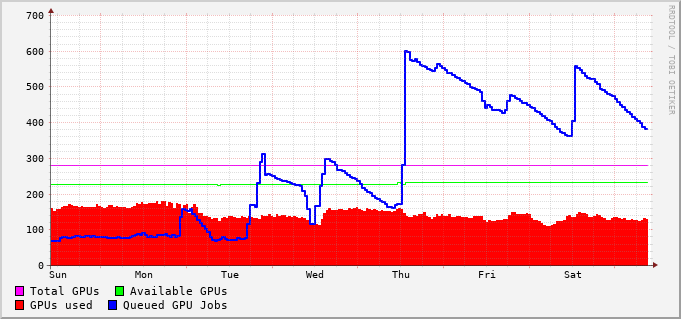 700
600
500
400
300
200
100
0
Sun Mon Tue Wed Thu Fri Sat
Total GPUs Available GPUs
GPUs used Queued GPU Jobs
RRDTOOL / TOBI OETIKER